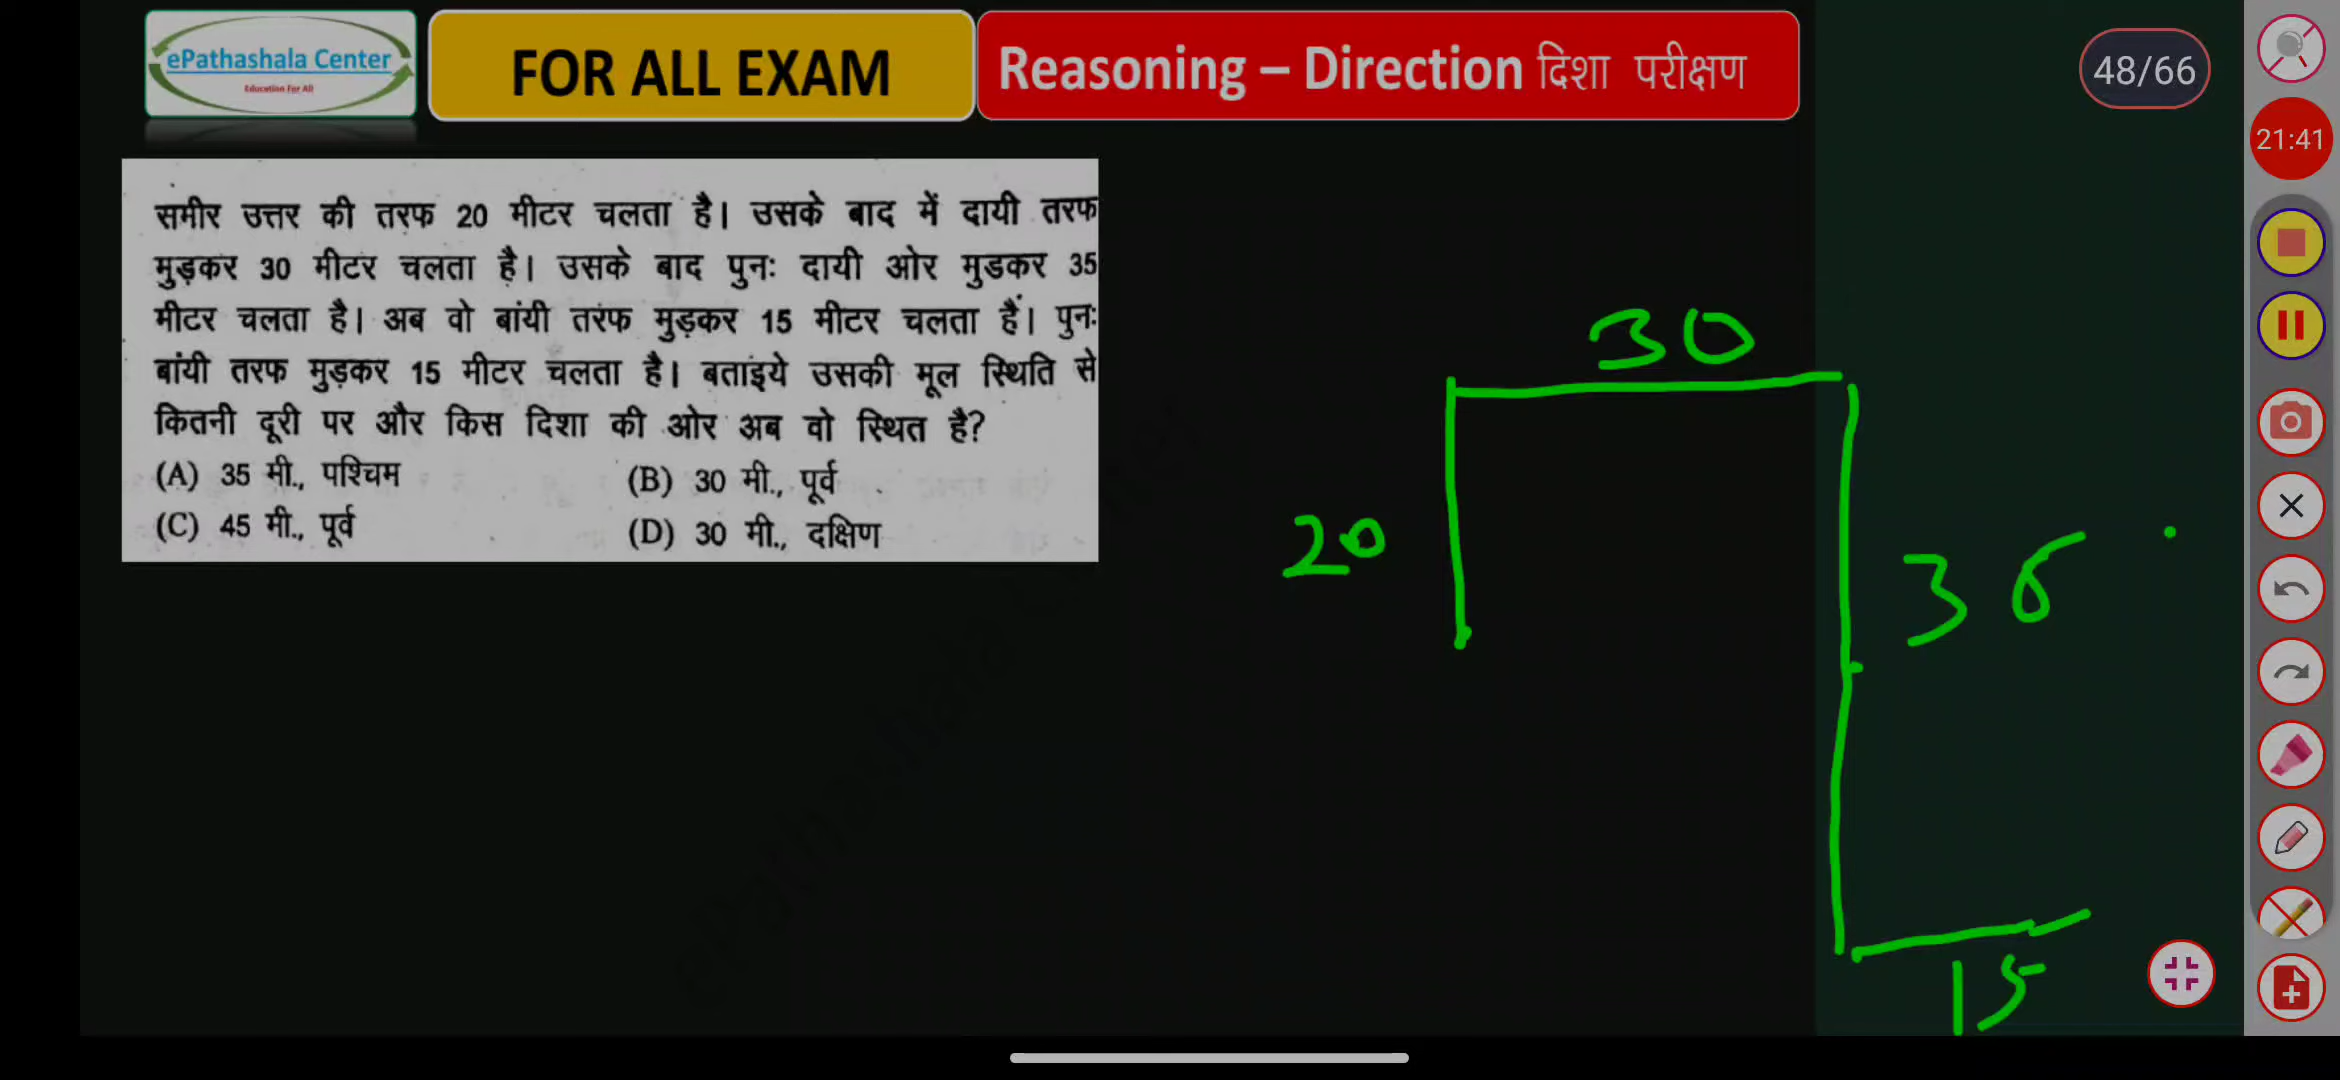 ePathashala Center
Education For All
FOR ALL EXAM
Reasoning – Direction दिशा परीक्षण
48/66
21:41
समीर उत्तर की तरफ 20 मीटर चलता है। उसके बाद में दायी तरफ
मुड़कर 30 मीटर चलता है। उसके बाद पुनः दायी ओर मुडकर 35
मीटर चलता है। अब वो बांयी तरफ मुड़कर 15 मीटर चलता हैं। पुनः
बांयी तरफ मुड़कर 15 मीटर चलता है। बताइये उसकी मूल स्थिति से
कितनी दूरी पर और किस दिशा की ओर अब वो स्थित है?
(A) 35 मी., पश्चिम
(B) 30 मी., पूर्व
(C) 45 मी., पूर्व
(D) 30 मी., दक्षिण
30
20
15